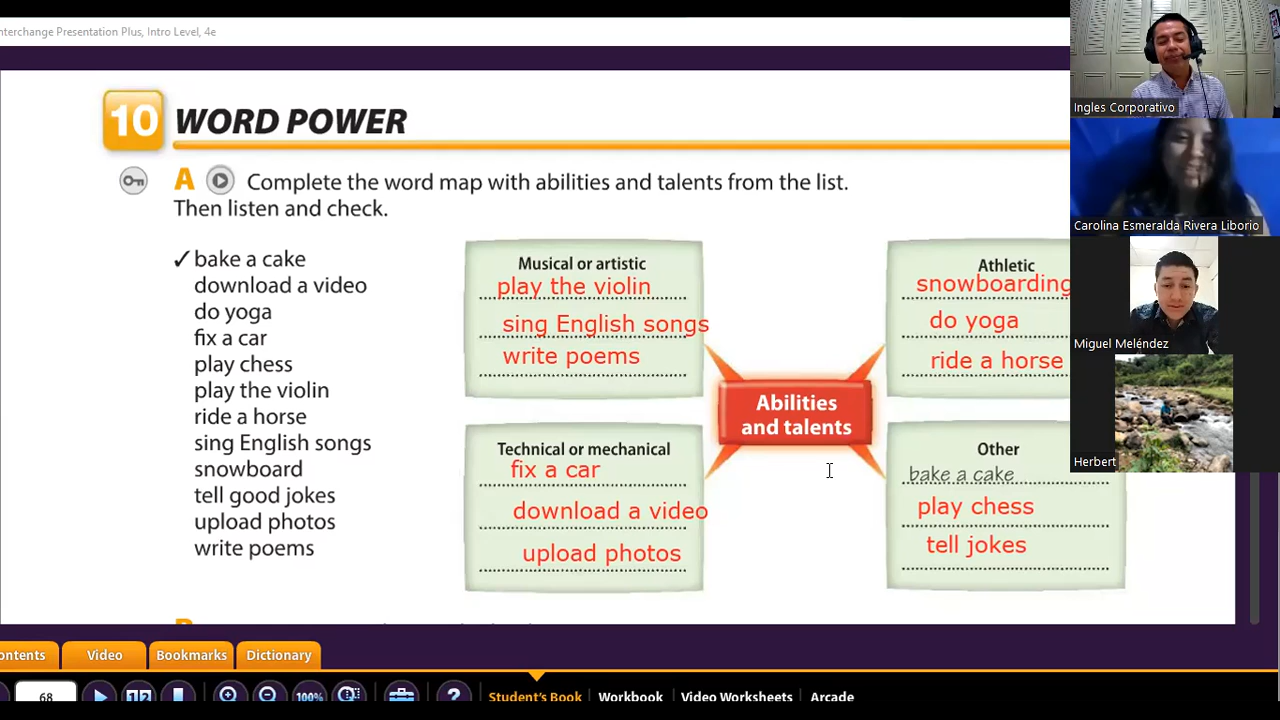 nterchange Presentation Plus, Intro Level, 4e
10 WORD POWER
A Complete the word map with abilities and talents from the list.
Then listen and check.
✓ bake a cake
download a video
do yoga
fix a car
play chess
play the violin
ride a horse
sing English songs
snowboard
tell good jokes
upload photos
write poems
Musical or artistic
play the violin
sing English songs
write poems
Technical or mechanical
fix a car
download a video
upload photos
Abilities
and talents
Athletic
snowboarding
do yoga
ride a horse
Other
bake a cake
play chess
tell jokes
Ingles Corporativo
Carolina Esmeralda Rivera Liborio
Miguel Meléndez
Herbert
ontents
Video
Bookmarks
Dictionary
68
1 2
100%
?
Student's Book
Workbook
Video Worksheets
Arcade